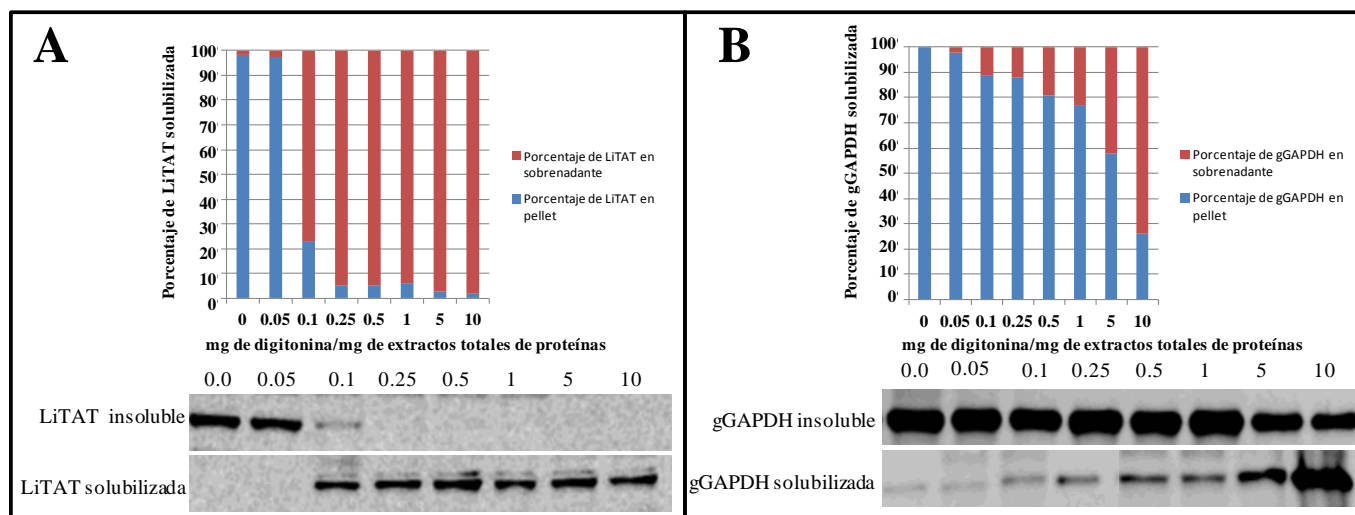 A
Porcentaje de LiTAT solubilizada
100'
90'
80'
70'
60'
50'
40'
30'
20'
10'
0'
0 0.05 0.1 0.25 0.5 1 5 10
mg de digitonina/mg de extractos totales de proteínas
Porcentaje de LiTAT en
sobrenadante
Porcentaje de LiTAT en
pellet
0.0 0.05 0.1 0.25 0.5 1 5 10
LiTAT insoluble
LiTAT solubilizada
B
Porcentaje de gGAPDH solubilizada
100'
90'
80'
70'
60'
50'
40'
30'
20'
10'
0'
0 0.05 0.1 0.25 0.5 1 5 10
mg de digitonina/mg de extractos totales de proteínas
Porcentaje de gGAPDH en
sobrenadante
Porcentaje de gGAPDH en
pellet
0.0 0.05 0.1 0.25 0.5 1 5 10
gGAPDH insoluble
gGAPDH solubilizada